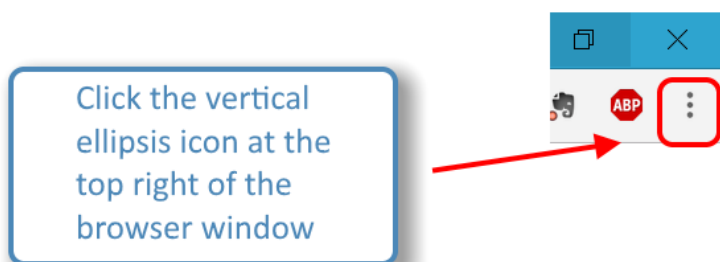 Click the vertical
ellipsis icon at the
top right of the
browser window
ABP